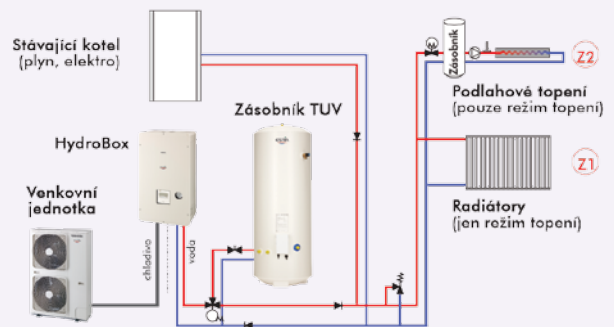 Stávající kotel
(plyn, elektro)
Zásobník TUV
HydroBox
Venkovní
jednotka
chladivo
voda
Zásobník
Z2
Podlahové topení
(pouze režim topení)
Z1
Radiátory
(jen režim topení)